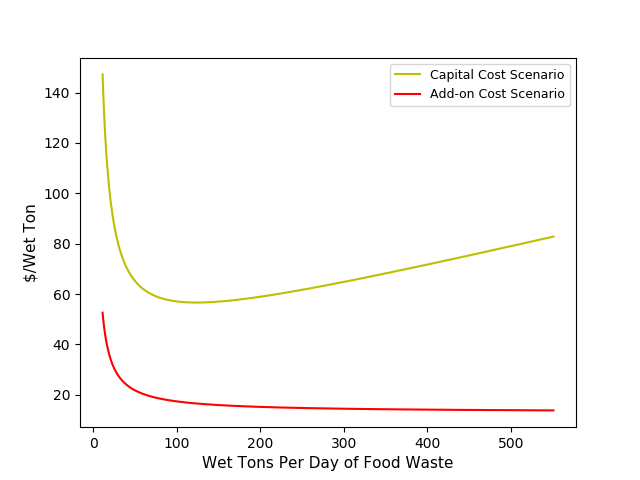 Capital Cost Scenario
Add-on Cost Scenario
140
120
100
80
60
40
20
$/Wet Ton
0 100 200 300 400 500
Wet Tons Per Day of Food Waste